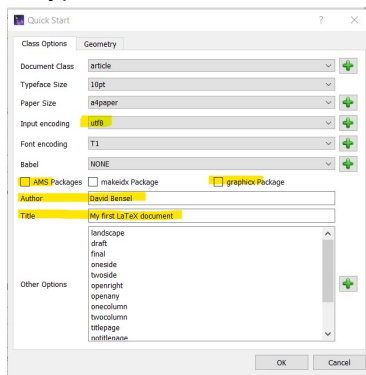 Quick Start
Class Options Geometry
Document Class article
Typeface Size 10pt
Paper Size a4paper
Input encoding utf8
Font encoding T1
Babel NONE
AMS Packages makeidx Package graphicx Package
Author David Bensel
Title My first LaTeX document
landscape
draft
final
oneside
twoside
openright
Other Options openany
onecolumn
twocolumn
titlepage
notitlepage
OK Cancel